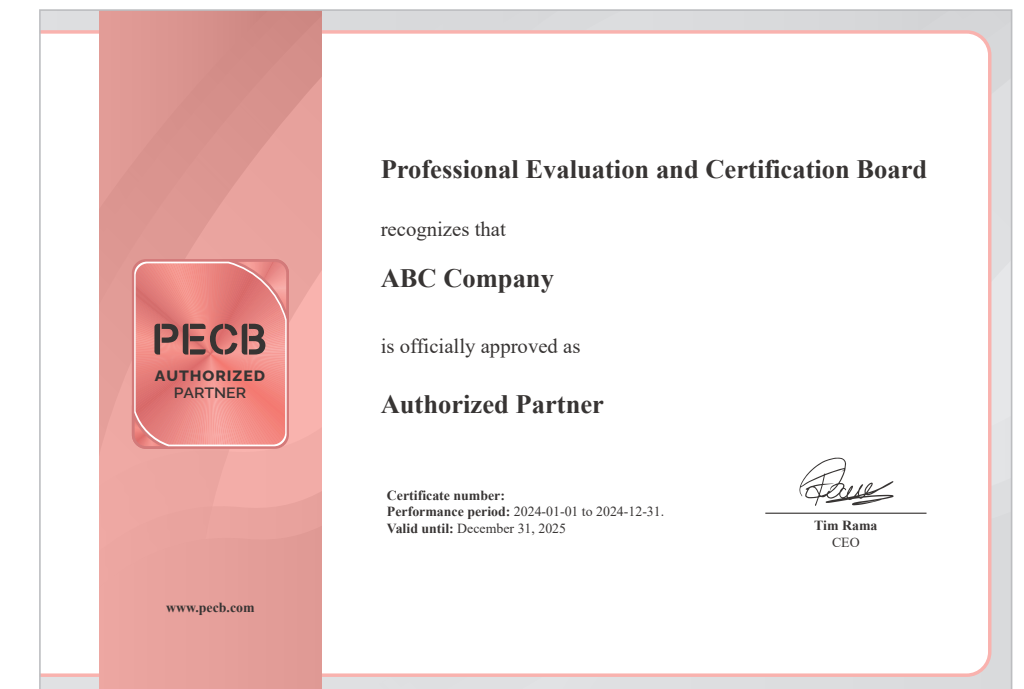 Professional Evaluation and Certification Board
recognizes that
ABC Company
is officially approved as
Authorized Partner
PECB
AUTHORIZED
PARTNER
Certificate number:
Performance period: 2024-01-01 to 2024-12-31.
Valid until: December 31, 2025
Tim Rama
CEO
www.pecb.com